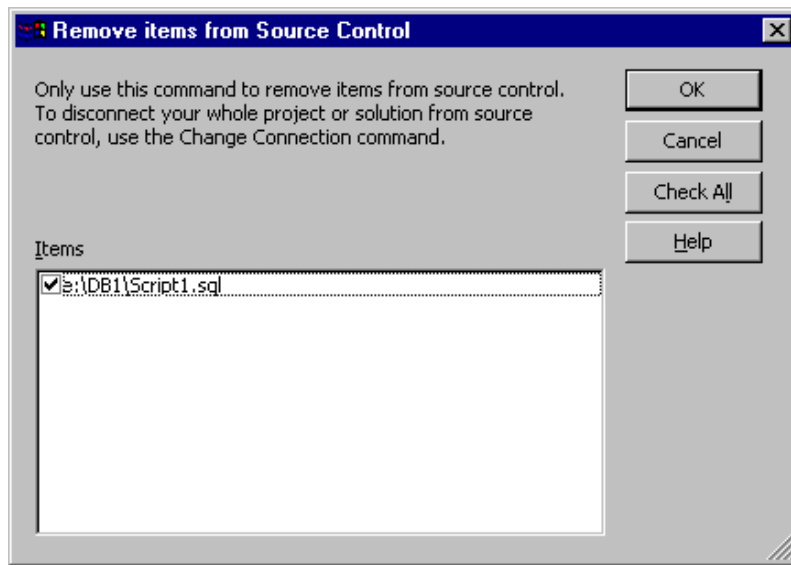 Remove items from Source Control
Only use this command to remove items from source control.
To disconnect your whole project or solution from source
control, use the Change Connection command.
OK
Cancel
Check All
Help
Items
e:\DB1\Script1.sql